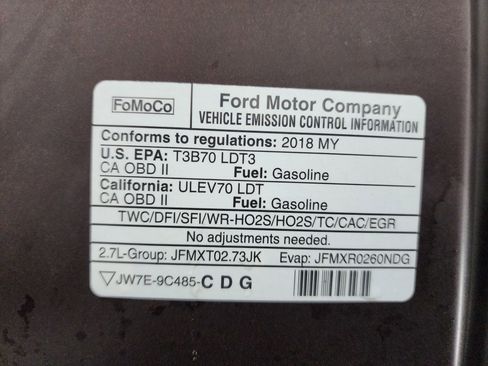 FoMoCo
Ford Motor Company
VEHICLE EMISSION CONTROL INFORMATION
Conforms to regulations: 2018 MY
U.S. EPA: T3B70 LDT3
CA OBD II Fuel: Gasoline
California: ULEV70 LDT
CA OBD II Fuel: Gasoline
TWC/DFI/SFI/WR-HO2S/HO2S/TC/CAC/EGR
No adjustments needed.
2.7L-Group: JFMXT02.73JK Evap: JFMXR0260NDG
JW7E-9C485-C D G